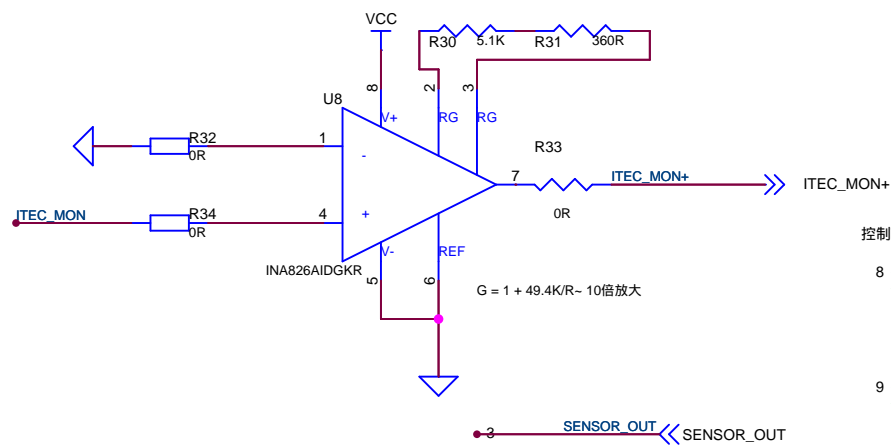 VCC
R30 5.1K R31 360R
8 2 3
U8
V+ RG RG
R32
0R
1
-
R33
7 ITEC_MON+ ITEC_MON+
0R
ITEC_MON
R34
0R
4
+
控制
V- REF
INA826AIDGKR
5 6
8
G = 1 + 49.4K/R~ 10倍放大
9
3 SENSOR_OUT SENSOR_OUT